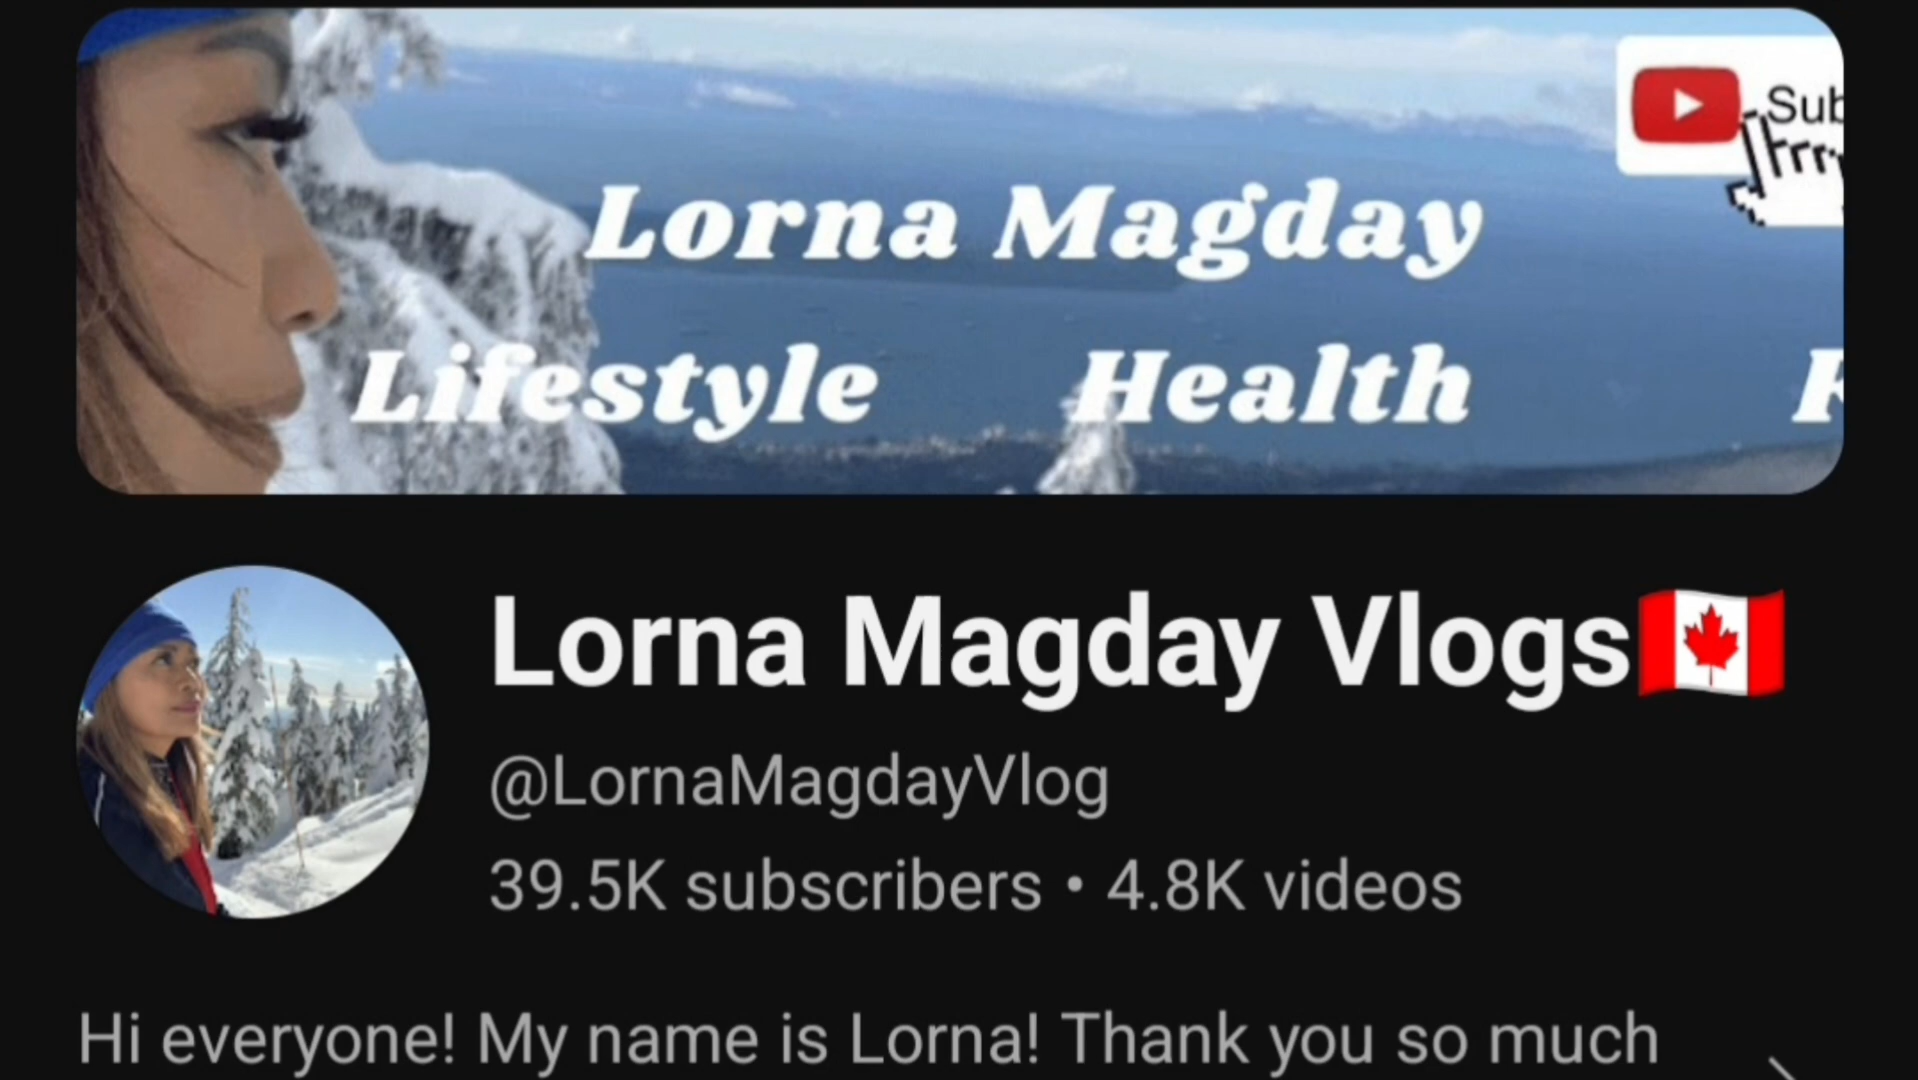 Sub
Lorna Magday
Lifestyle Health
Lorna Magday Vlogs🇨🇦
@LornaMagdayVlog
39.5K subscribers • 4.8K videos
Hi everyone! My name is Lorna! Thank you so much